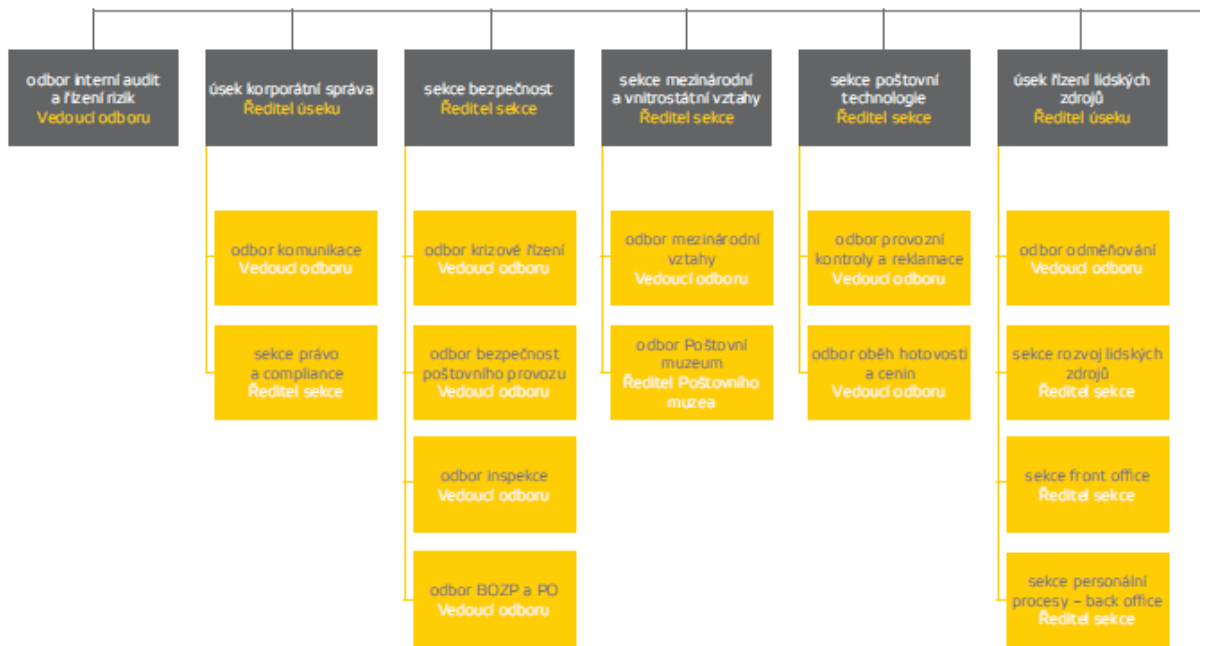 odbor interní audit
a řízení rizik
Vedoucí odboru
úsek korporátní správa
Ředitel úseku
sekce bezpečnost
Ředitel sekce
sekce mezinárodní
a vnitrostátní vztahy
Ředitel sekce
sekce poštovní
technologie
Ředitel sekce
úsek řízení lidských
zdrojů
Ředitel úseku
odbor komunikace
Vedoucí odboru
odbor krizové řízení
Vedoucí odboru
odbor mezinárodní
vztahy
Vedoucí odboru
odbor provozní
kontroly a reklamace
Vedoucí odboru
odbor odměňování
Vedoucí odboru
sekce právo
a compliance
Ředitel sekce
odbor bezpečnost
poštovního provozu
Vedoucí odboru
odbor Poštovní
muzeum
Ředitel Poštovního
muzea
odbor oběh hotovosti
a cenin
Vedoucí odboru
sekce rozvoj lidských
zdrojů
Ředitel sekce
odbor inspekce
Vedoucí odboru
sekce front office
Ředitel sekce
odbor BOZP a PO
Vedoucí odboru
sekce personální
procesy – back office
Ředitel sekce